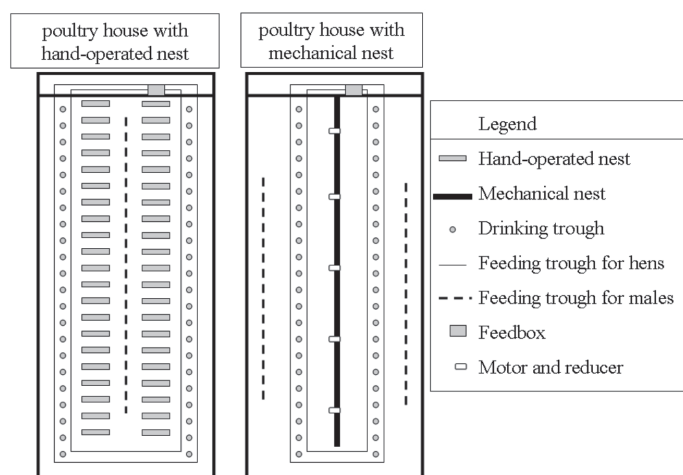 poultry house with
hand-operated nest
poultry house with
mechanical nest
Legend
Hand-operated nest
Mechanical nest
Drinking trough
Feeding trough for hens
Feeding trough for males
Feedbox
Motor and reducer